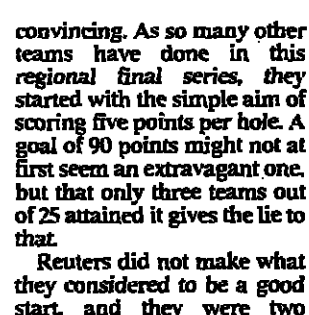 convincing. As so many other
teams have done in this
regional final series, they
started with the simple aim of
scoring five points per hole. A
goal of 90 points might not at
first seem an extravagant one,
but that only three teams out
of 25 attained it gives the lie to
that.
Reuters did not make what
they considered to be a good
start, and they were two